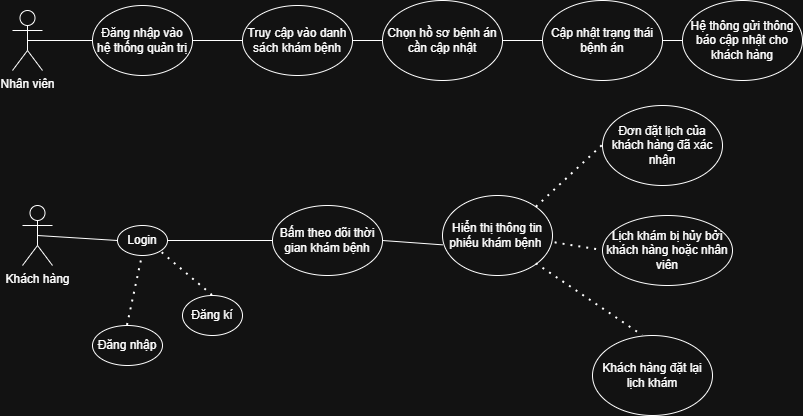 Đăng nhập vào
hệ thống quản trị
Truy cập vào danh
sách khám bệnh
Chọn hồ sơ bệnh án
cần cập nhật
Cập nhật trạng thái
bệnh án
Hệ thông gửi thông
báo cập nhật cho
khách hàng
Nhân viên
Đơn đặt lịch của
khách hàng đã xác
nhận
Khách hàng
Login
Bấm theo dõi thời
gian khám bệnh
Hiển thị thông tin
phiếu khám bệnh
Lịch khám bị hủy bởi
khách hàng hoặc nhân
viên
Đăng nhập
Đăng kí
Khách hàng đặt lại
lịch khám